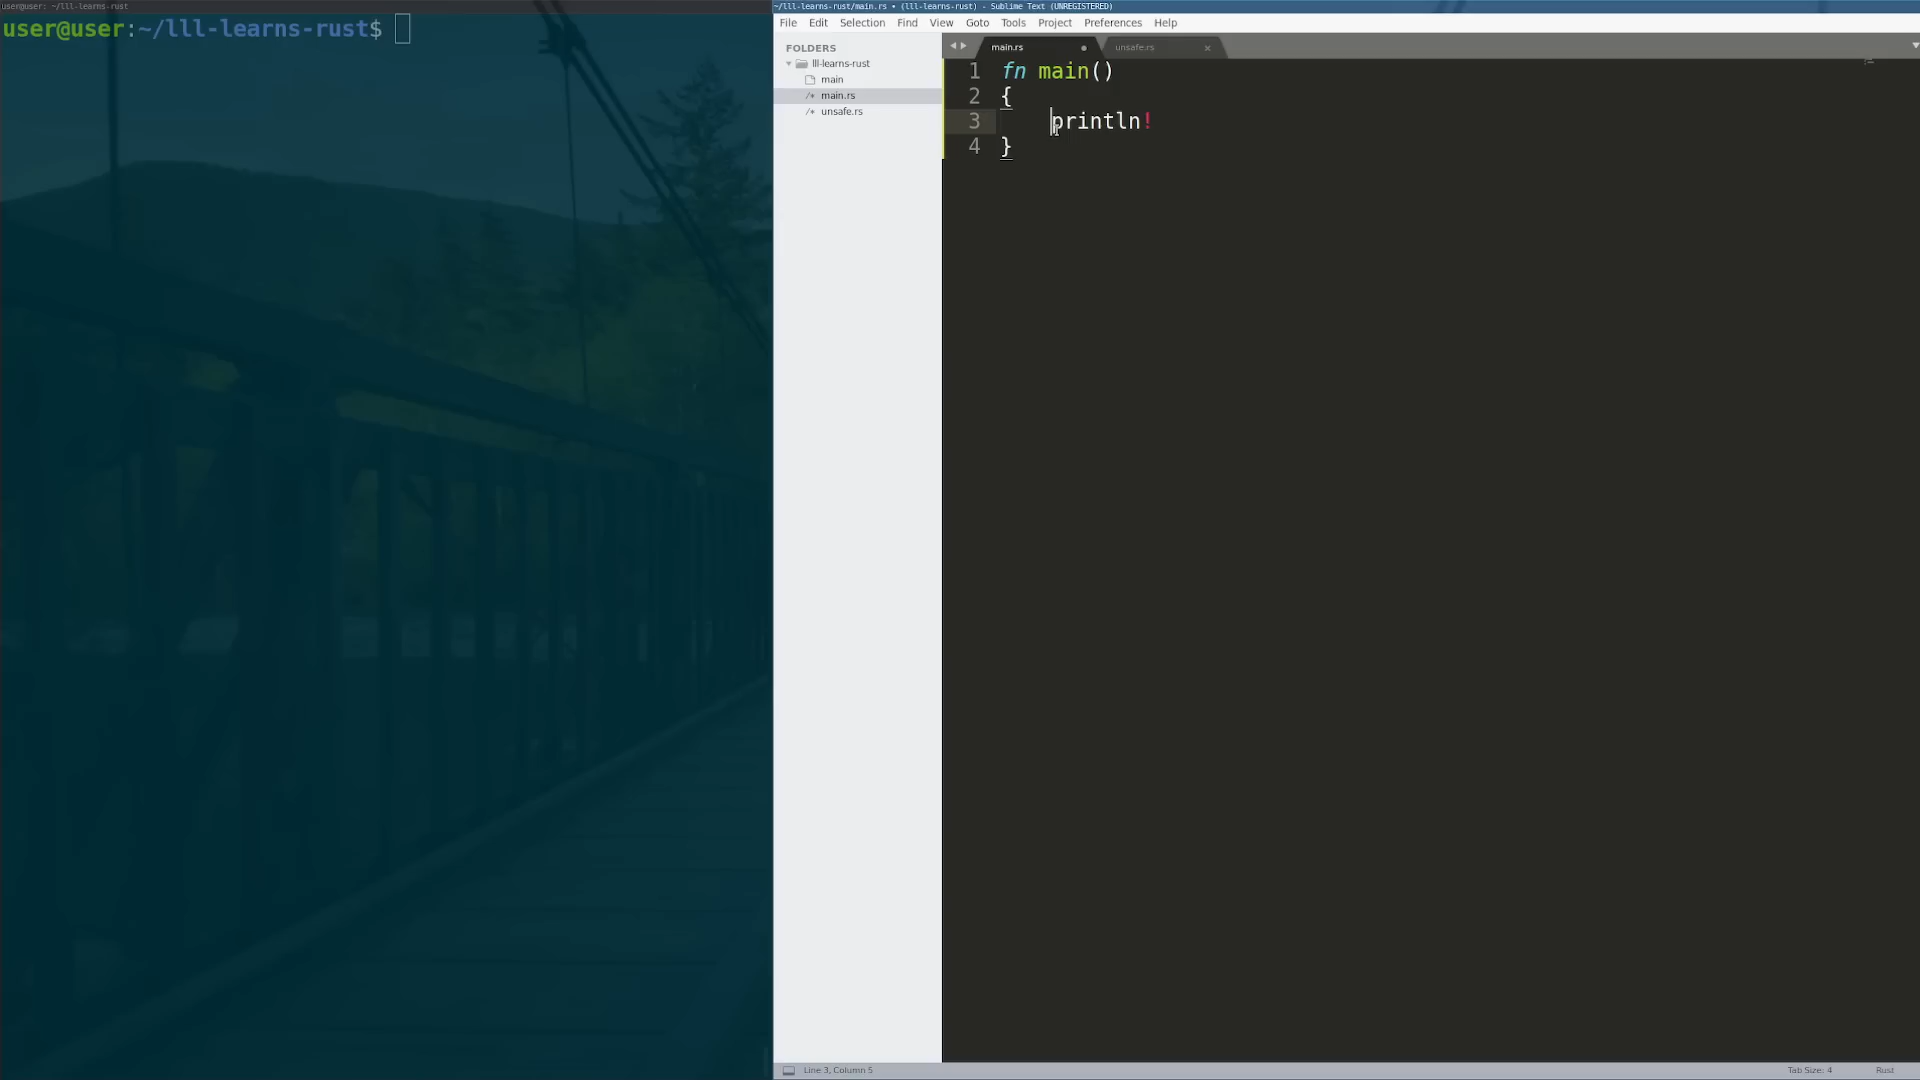 user@user: ~/lll-learns-rust
user@user:~/lll-learns-rust$
~/lll-learns-rust/main.rs • (lll-learns-rust) - Sublime Text (UNREGISTERED)
File Edit Selection Find View Goto Tools Project Preferences Help
FOLDERS
lll-learns-rust
main
/* main.rs
/* unsafe.rs
main.rs
unsafe.rs
1 fn main()
2 {
3 println!
4 }
Line 3, Column 5
Tab Size: 4
Rust